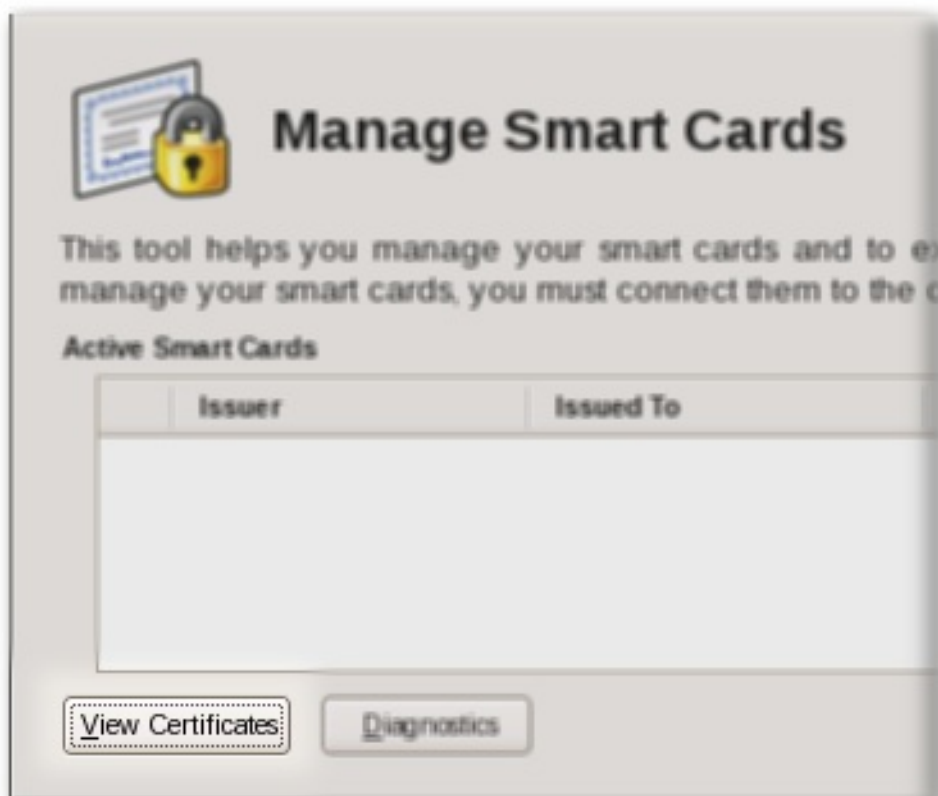 Manage Smart Cards
This tool helps you manage your smart cards and to
manage your smart cards, you must connect them to the
Active Smart Cards
Issuer Issued To
View Certificates Diagnostics